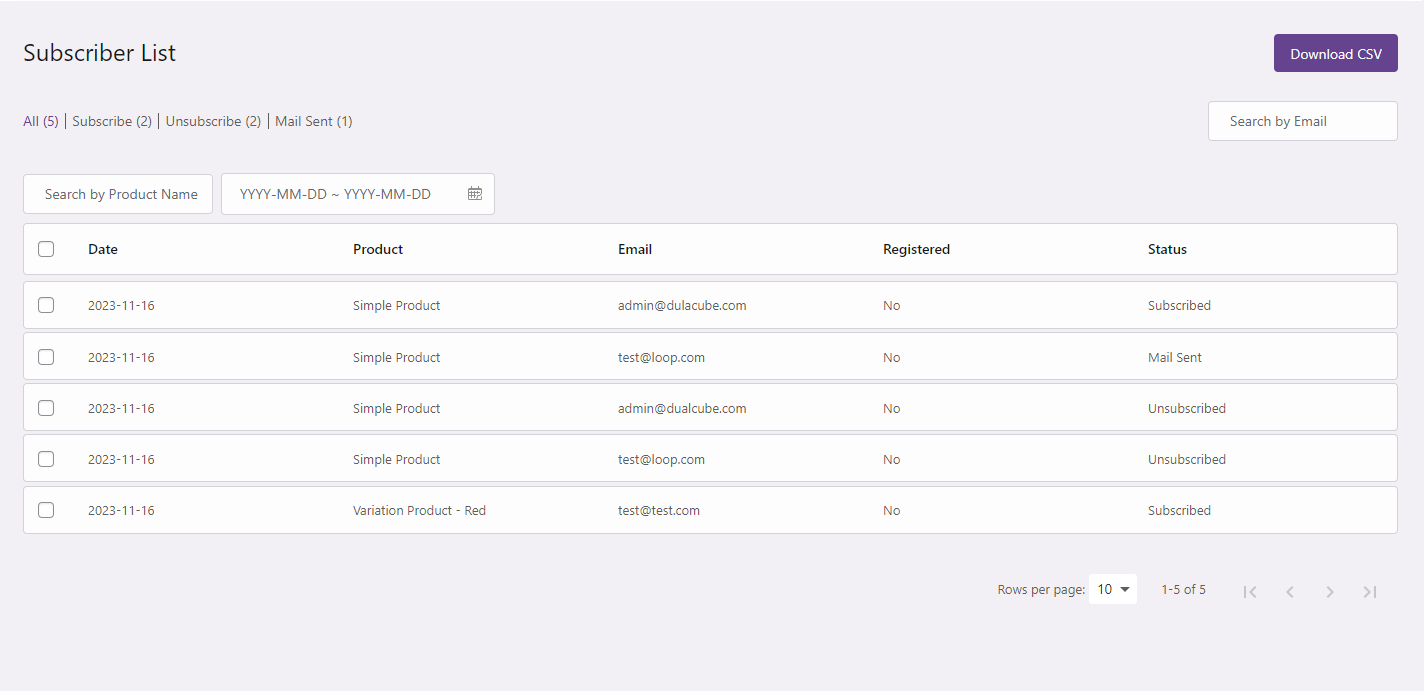 Subscriber List
Download CSV
All (5) | Subscribe (2) | Unsubscribe (2) | Mail Sent (1)
Search by Email
Search by Product Name
YYYY-MM-DD ~ YYYY-MM-DD
Date Product Email Registered Status
2023-11-16 Simple Product admin@dulacube.com No Subscribed
2023-11-16 Simple Product test@loop.com No Mail Sent
2023-11-16 Simple Product admin@dualcube.com No Unsubscribed
2023-11-16 Simple Product test@loop.com No Unsubscribed
2023-11-16 Variation Product - Red test@test.com No Subscribed
Rows per page: 10 1-5 of 5